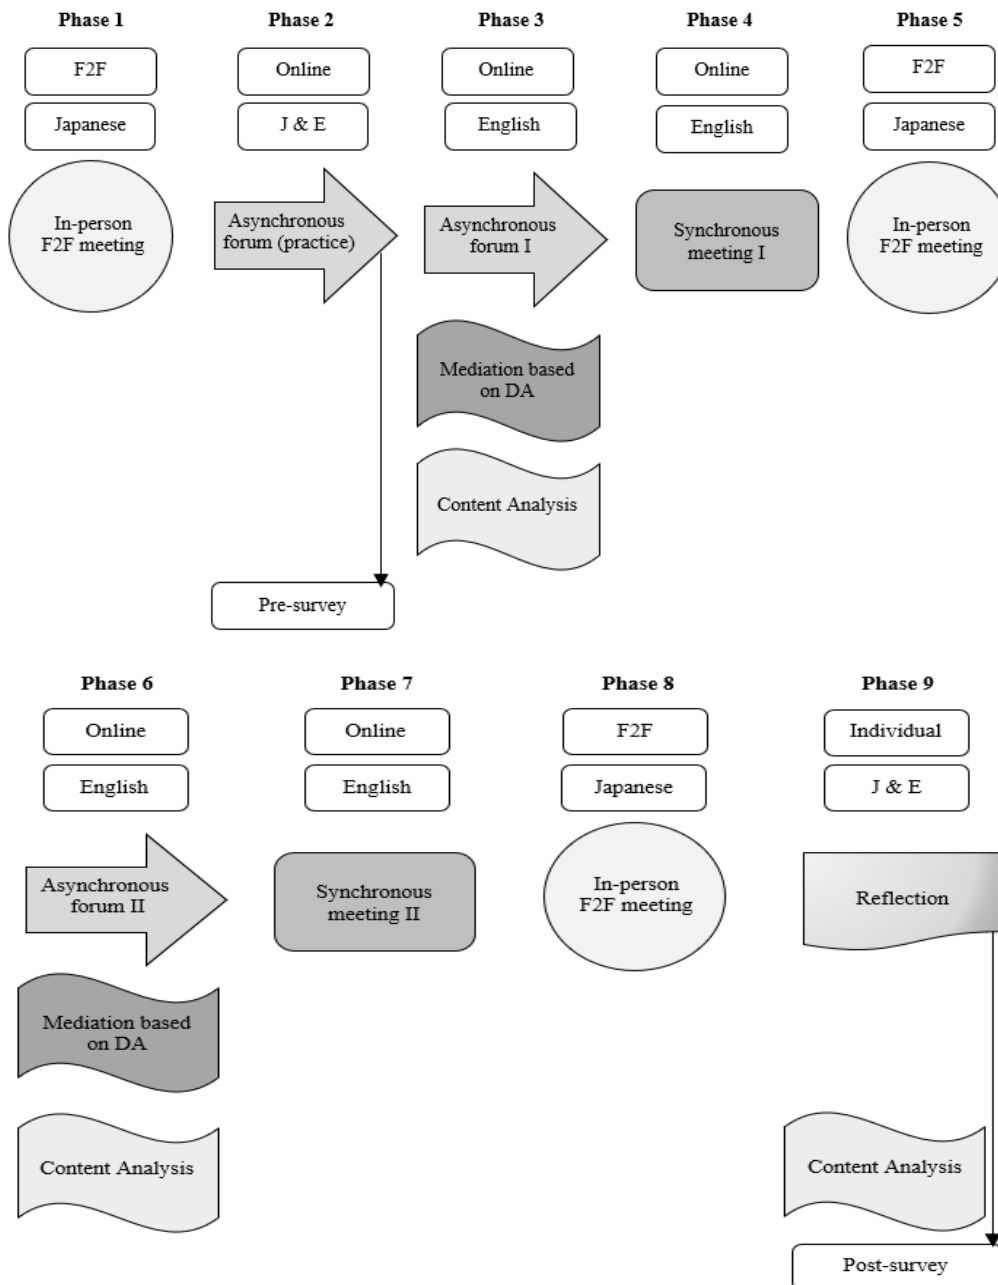 Phase 1
Phase 2
Phase 3
Phase 4
Phase 5
F2F
Online
Online
Online
F2F
Japanese
J & E
English
English
Japanese
In-person
F2F meeting
Asynchronous
forum (practice)
Asynchronous
forum I
Synchronous
meeting I
In-person
F2F meeting
Mediation based
on DA
Content Analysis
Pre-survey
Phase 6
Phase 7
Phase 8
Phase 9
Online
Online
F2F
Individual
English
English
Japanese
J & E
Asynchronous
forum II
Synchronous
meeting II
In-person
F2F meeting
Reflection
Mediation based
on DA
Content Analysis
Content Analysis
Post-survey